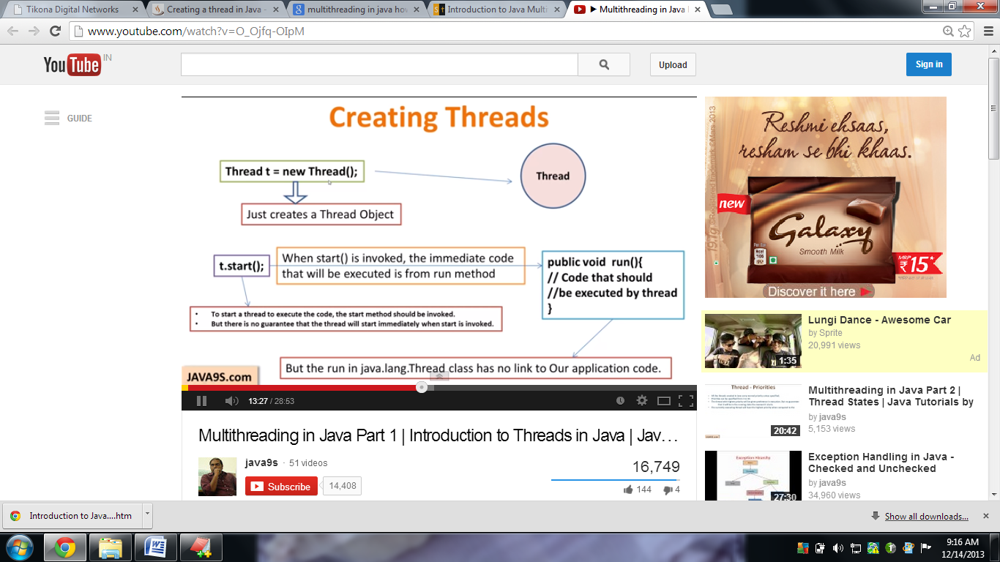 Tikona Digital Networks
Creating a thread in Java -
multithreading in java how
Introduction to Java Multi
▶ Multithreading in Java
www.youtube.com/watch?v=O_Ojfq-OIpM
YouTube IN
Upload
Sign in
GUIDE
Creating Threads
Thread t = new Thread();
Thread
Just creates a Thread Object
t.start();
When start() is invoked, the immediate code
that will be executed is from run method
public void run(){
// Code that should
//be executed by thread
}
• To start a thread to execute the code, the start method should be invoked.
• But there is no guarantee that the thread will start immediately when start is invoked.
But the run in java.lang.Thread class has no link to Our application code.
JAVA9S.com
13:27 / 28:53
Multithreading in Java Part 1 | Introduction to Threads in Java | Jav...
java9s · 51 videos
Subscribe 14,408
16,749
144 4
Reshmi ehsaas,
resham se bhi khaas.
new
Galaxy
Smooth Milk
MRP
₹15*
19.1g
Discover it here
Lungi Dance - Awesome Car
by Sprite
20,991 views
Ad
1:35
Thread - Priorities
20:42
Multithreading in Java Part 2 |
Thread States | Java Tutorials by
by java9s
5,153 views
Exception Hirarchy
27:30
Exception Handling in Java -
Checked and Unchecked
by java9s
34,960 views
Introduction to Java....htm
Show all downloads...
9:16 AM
12/14/2013